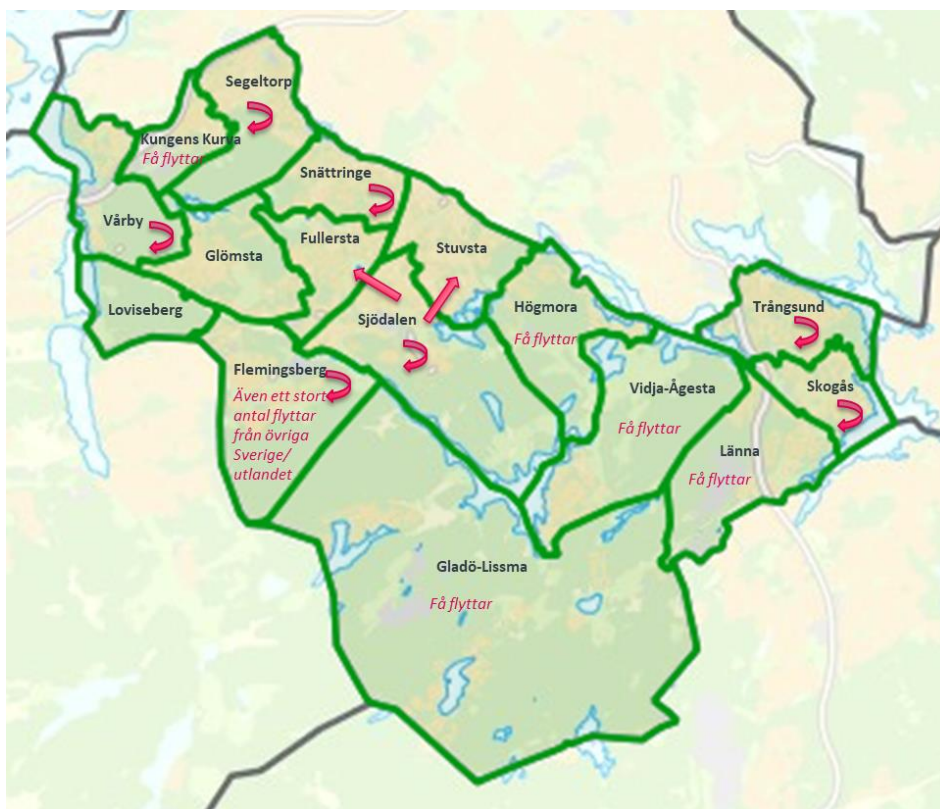 Segeltorp
Kungens Kurva
Få flyttar
Snättringe
Vårby
Glömsta
Fullersta
Stuvsta
Loviseberg
Sjödalen
Högmora
Få flyttar
Trångsund
Flemingsberg
Även ett stort
antal flyttar
från övriga
Sverige/
utlandet
Vidja-Ågesta
Få flyttar
Skogås
Länna
Få flyttar
Gladö-Lissma
Få flyttar